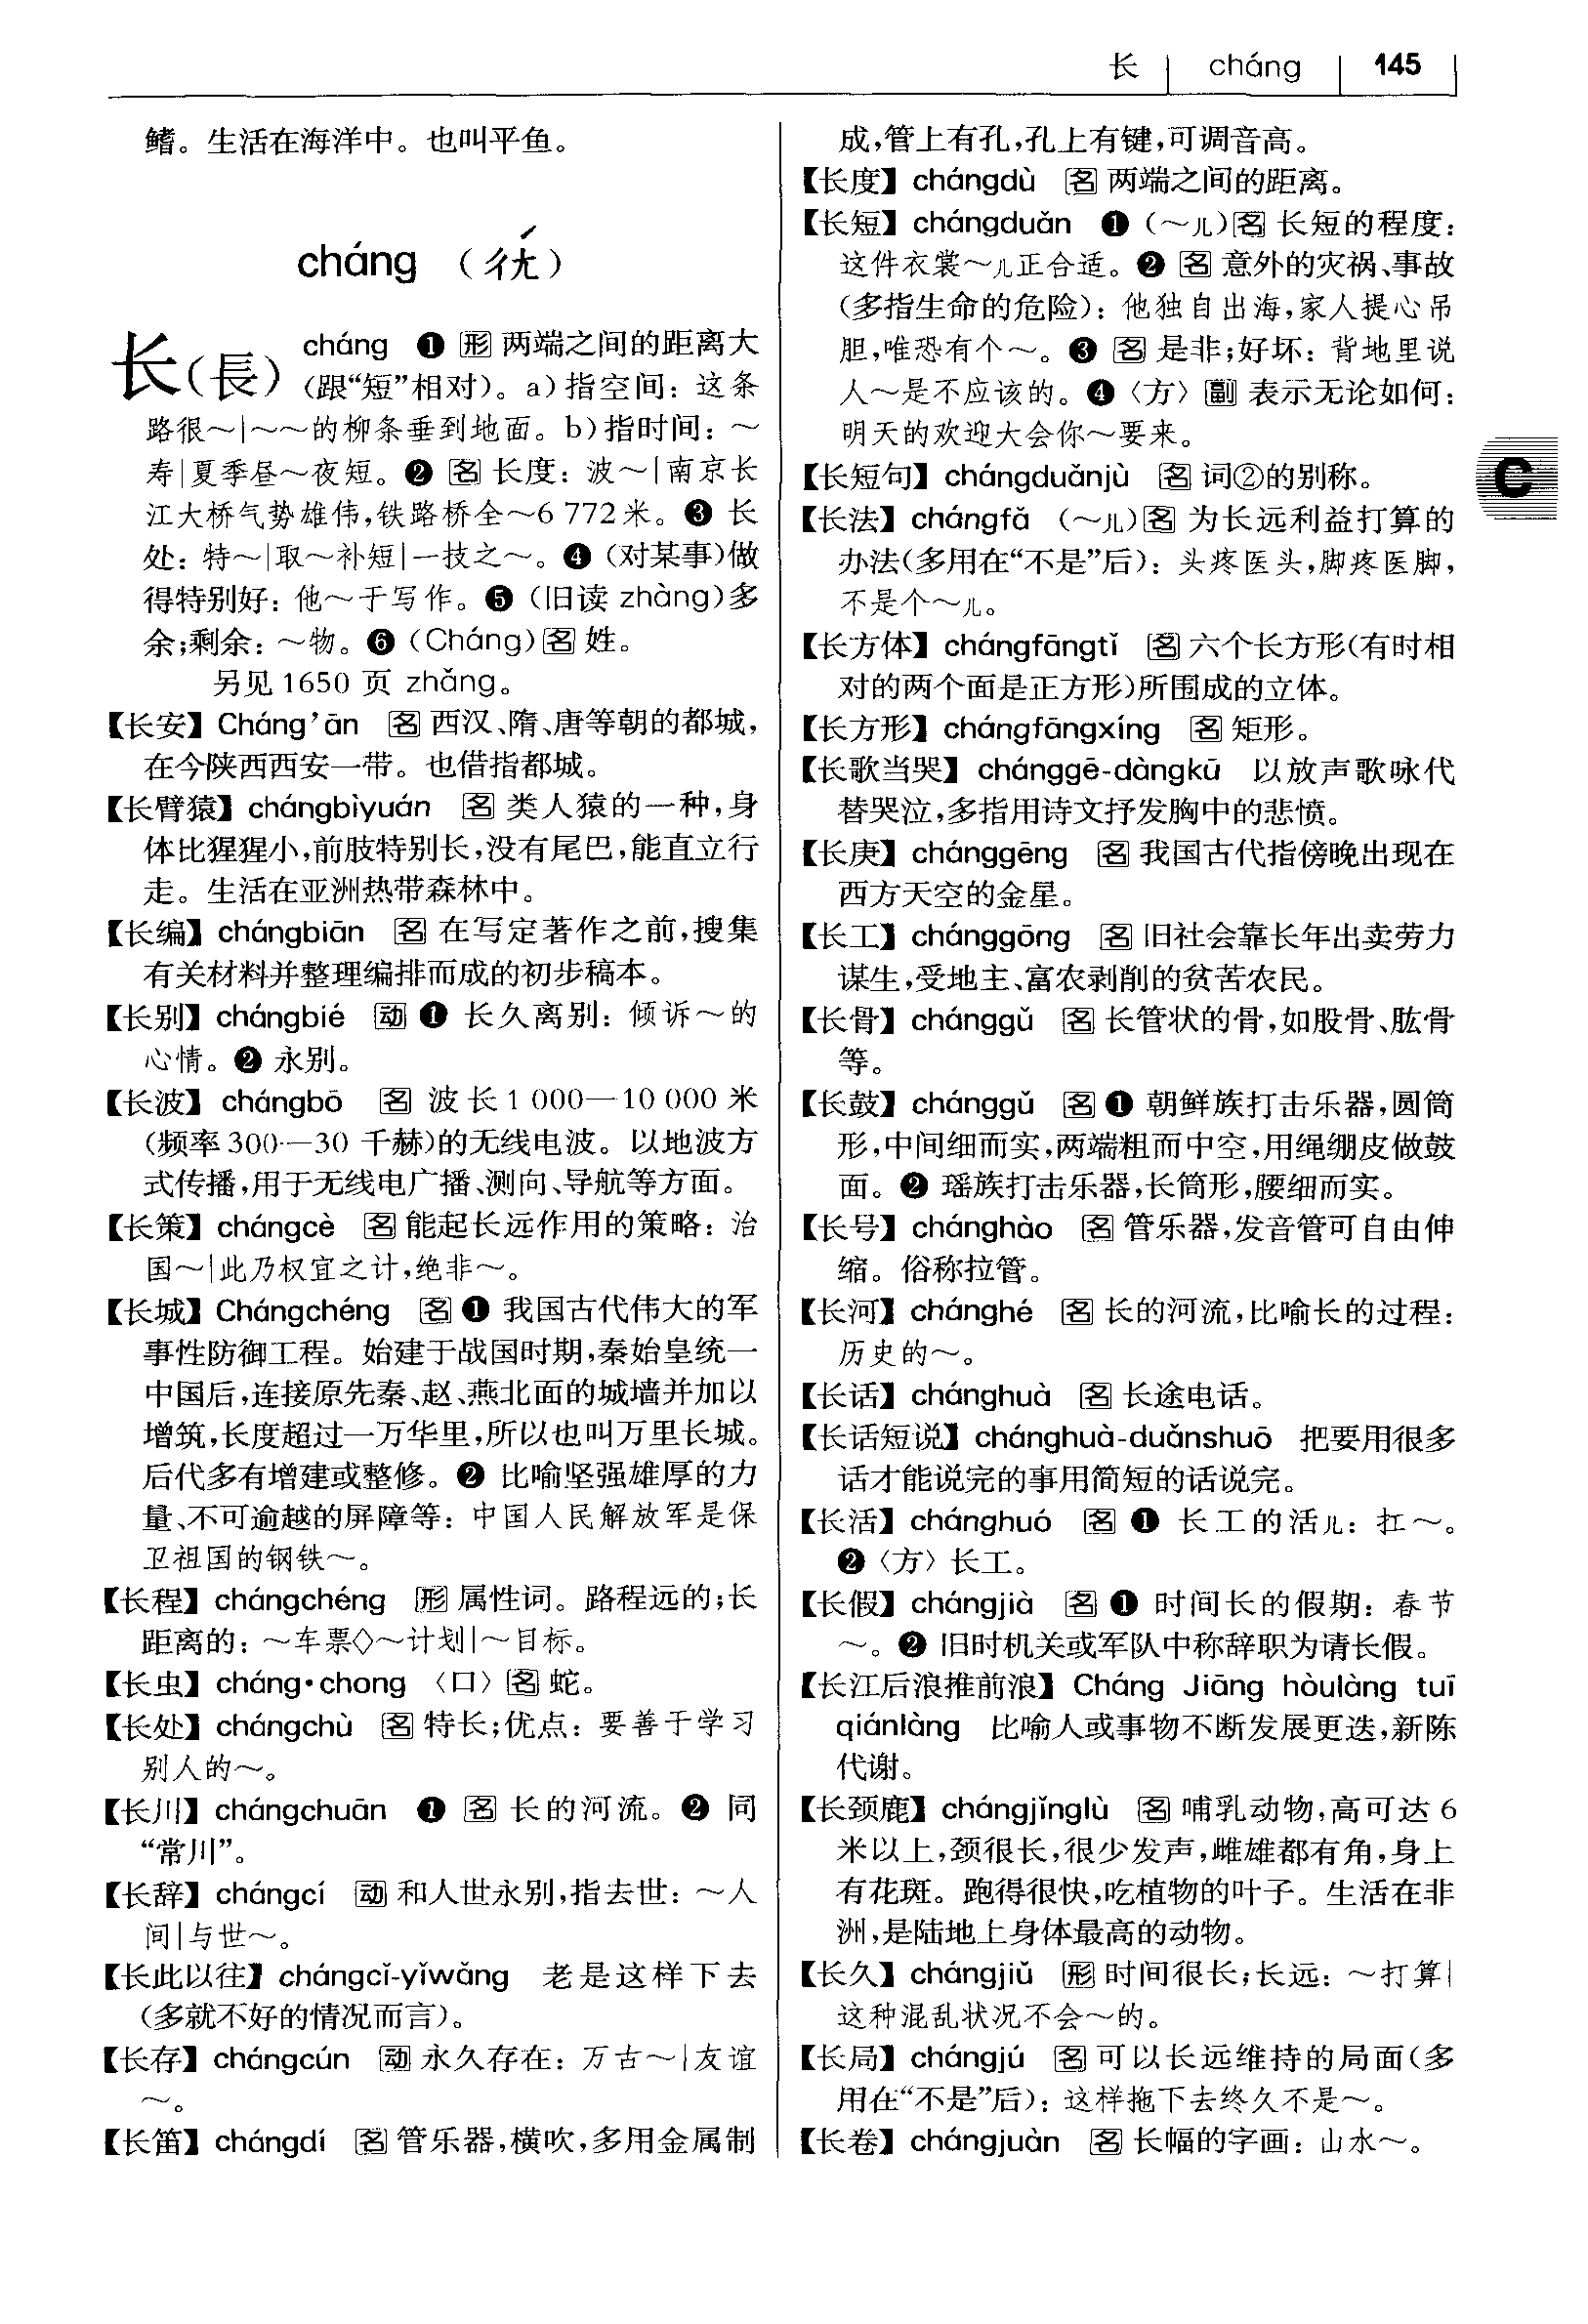 长 | cháng | 145
鳍。生活在海洋中。也叫平鱼。
cháng （ㄔㄤˊ）
长（長） cháng ❶ 形 两端之间的距离大
（跟“短”相对）。a）指空间：这条
路很～|～～的柳条垂到地面。b）指时间：～
寿|夏季昼～夜短。❷ 名 长度：波～|南京长
江大桥气势雄伟，铁路桥全～6 772米。❸ 长
处：特～|取～补短|一技之～。❹（对某事）做
得特别好：他～于写作。❺（旧读 zhàng）多
余；剩余：～物。❻（Cháng）名 姓。
另见1650 页 zhǎng。
【长安】Cháng’ān 名 西汉、隋、唐等朝的都城，
在今陕西西安一带。也借指都城。
【长臂猿】chángbìyuán 名 类人猿的一种，身
体比猩猩小，前肢特别长，没有尾巴，能直立行
走。生活在亚洲热带森林中。
【长编】chángbiān 名 在写定著作之前，搜集
有关材料并整理编排而成的初步稿本。
【长别】chángbié 动 ❶ 长久离别：倾诉～的
心情。❷ 永别。
【长波】chángbō 名 波长1 000—10 000 米
（频率300—30 千赫）的无线电波。以地波方
式传播，用于无线电广播、测向、导航等方面。
【长策】chángcè 名 能起长远作用的策略：治
国～|此乃权宜之计，绝非～。
【长城】Chángchéng 名 ❶ 我国古代伟大的军
事性防御工程。始建于战国时期，秦始皇统一
中国后，连接原先秦、赵、燕北面的城墙并加以
增筑，长度超过一万华里，所以也叫万里长城。
后代多有增建或整修。❷ 比喻坚强雄厚的力
量、不可逾越的屏障等：中国人民解放军是保
卫祖国的钢铁～。
【长程】chángchéng 形 属性词。路程远的；长
距离的：～车票◇～计划|～目标。
【长虫】cháng·chong 〈口〉名 蛇。
【长处】chángchù 名 特长；优点：要善于学习
别人的～。
【长川】chángchuān ❶ 名 长的河流。❷ 同
“常川”。
【长辞】chángcí 动 和人世永别，指去世：～人
间|与世～。
【长此以往】chángcǐ-yǐwǎng 老是这样下去
（多就不好的情况而言）。
【长存】chángcún 动 永久存在：万古～|友谊
～。
【长笛】chángdí 名 管乐器，横吹，多用金属制
成，管上有孔，孔上有键，可调音高。
【长度】chángdù 名 两端之间的距离。
【长短】chángduǎn ❶（～儿）名 长短的程度：
这件衣裳～儿正合适。❷ 名 意外的灾祸、事故
（多指生命的危险）：他独自出海，家人提心吊
胆，唯恐有个～。❸ 名 是非；好坏：背地里说
人～是不应该的。❹〈方〉副 表示无论如何：
明天的欢迎大会你～要来。
C
【长短句】chángduǎnjù 名 词②的别称。
【长法】chángfǎ （～儿）名 为长远利益打算的
办法（多用在“不是”后）：头疼医头，脚疼医脚，
不是个～儿。
【长方体】chángfāngtǐ 名 六个长方形（有时相
对的两个面是正方形）所围成的立体。
【长方形】chángfāngxíng 名 矩形。
【长歌当哭】chánggē-dàngkū 以放声歌咏代
替哭泣，多指用诗文抒发胸中的悲愤。
【长庚】chánggēng 名 我国古代指傍晚出现在
西方天空的金星。
【长工】chánggōng 名 旧社会靠长年出卖劳力
谋生，受地主、富农剥削的贫苦农民。
【长骨】chánggǔ 名 长管状的骨，如股骨、肱骨
等。
【长鼓】chánggǔ 名 ❶ 朝鲜族打击乐器，圆筒
形，中间细而实，两端粗而中空，用绳绷皮做鼓
面。❷ 瑶族打击乐器，长筒形，腰细而实。
【长号】chánghào 名 管乐器，发音管可自由伸
缩。俗称拉管。
【长河】chánghé 名 长的河流，比喻长的过程：
历史的～。
【长话】chánghuà 名 长途电话。
【长话短说】chánghuà-duǎnshuō 把要用很多
话才能说完的事用简短的话说完。
【长活】chánghuó 名 ❶ 长工的活儿：扛～。
❷〈方〉长工。
【长假】chángjià 名 ❶ 时间长的假期：春节
～。❷ 旧时机关或军队中称辞职为请长假。
【长江后浪推前浪】Cháng Jiāng hòulàng tuī
qiánlàng 比喻人或事物不断发展更迭，新陈
代谢。
【长颈鹿】chángjǐnglù 名 哺乳动物，高可达 6
米以上，颈很长，很少发声，雌雄都有角，身上
有花斑。跑得很快，吃植物的叶子。生活在非
洲，是陆地上身体最高的动物。
【长久】chángjiǔ 形 时间很长；长远：～打算|
这种混乱状况不会～的。
【长局】chángjú 名 可以长远维持的局面（多
用在“不是”后）：这样拖下去终久不是～。
【长卷】chángjuàn 名 长幅的字画：山水～。